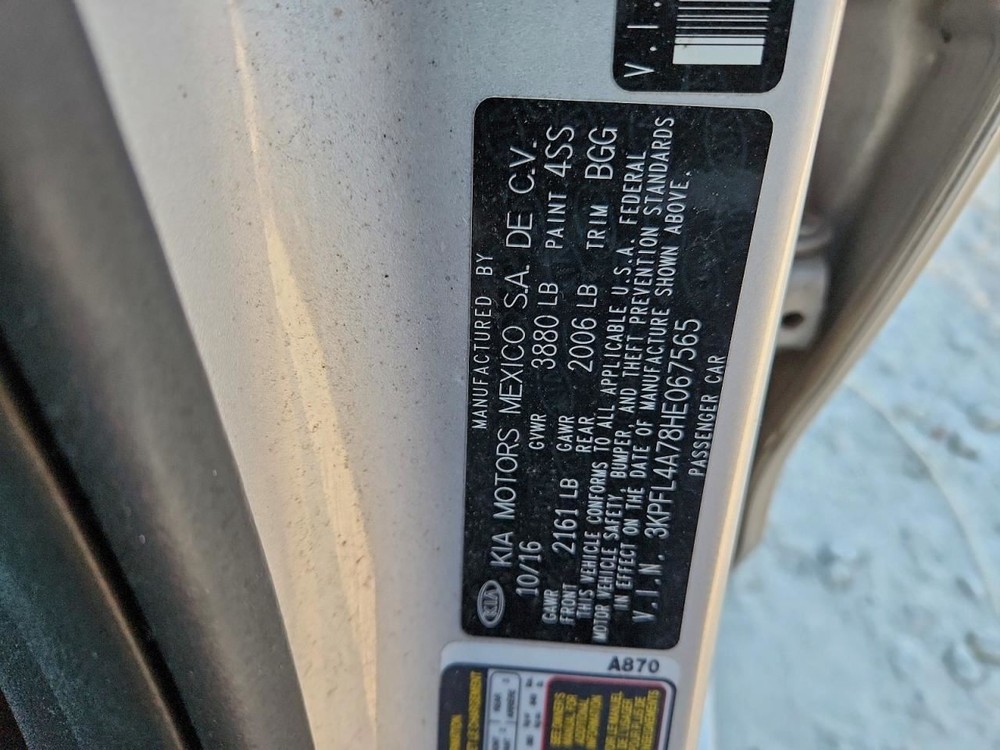 V.I.
MANUFACTURED BY
KIA KIA MOTORS MEXICO S.A. DE C.V.
10/16 GVWR 3880 LB PAINT 4SS
GAWR FRONT 2161 LB GAWR REAR 2006 LB TRIM BGG
THIS VEHICLE CONFORMS TO ALL APPLICABLE U.S.A. FEDERAL
MOTOR VEHICLE SAFETY, BUMPER, AND THEFT PREVENTION STANDARDS
IN EFFECT ON THE DATE OF MANUFACTURE SHOWN ABOVE.
V.I.N. 3KPFL4A78HE067565
PASSENGER CAR
A870